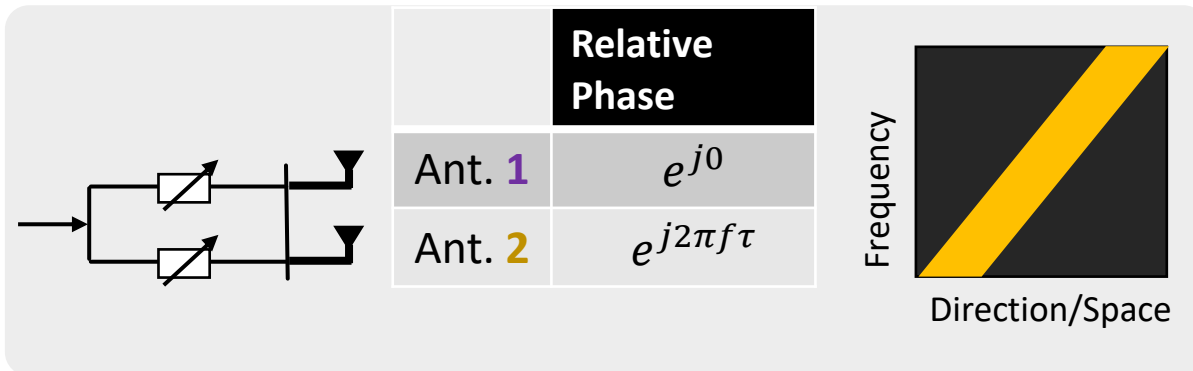 Relative
Phase
Ant. 1
e^{j0}
Ant. 2
e^{j2πfτ}
Frequency
Direction/Space